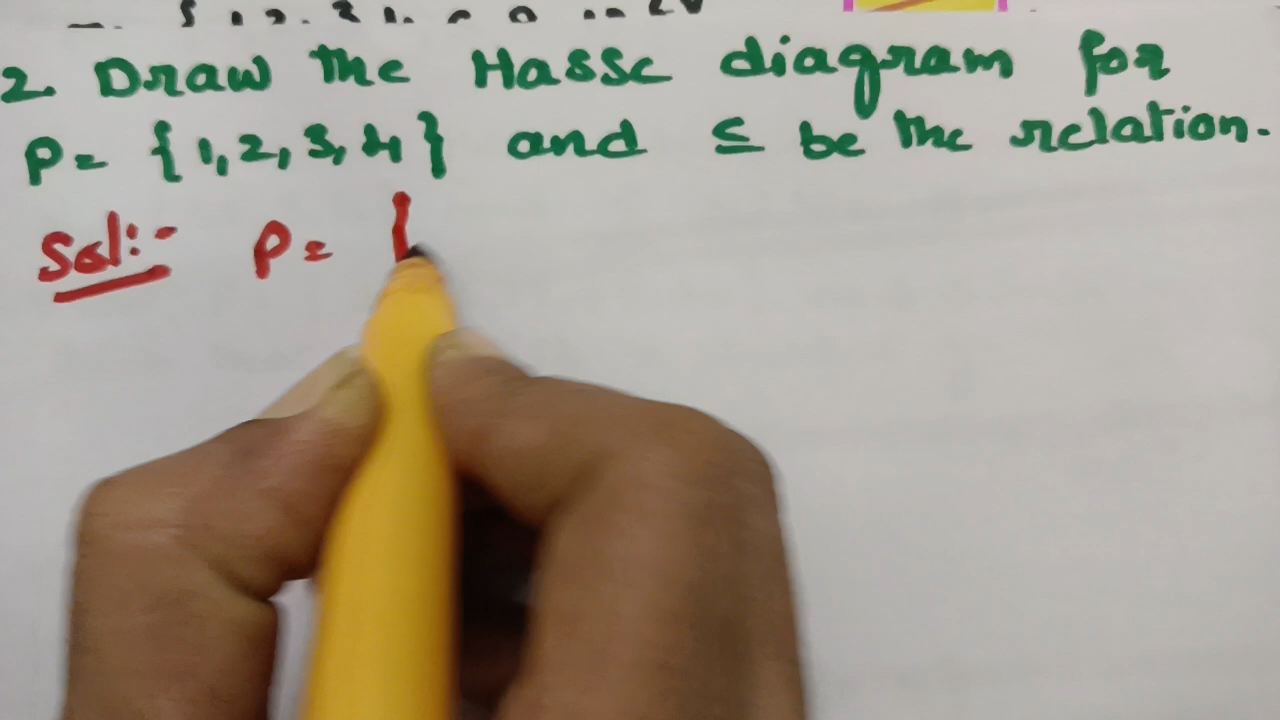 2. Draw the Hasse diagram for
P = {1, 2, 3, 4} and ≤ be the relation.
Sol:- P = {